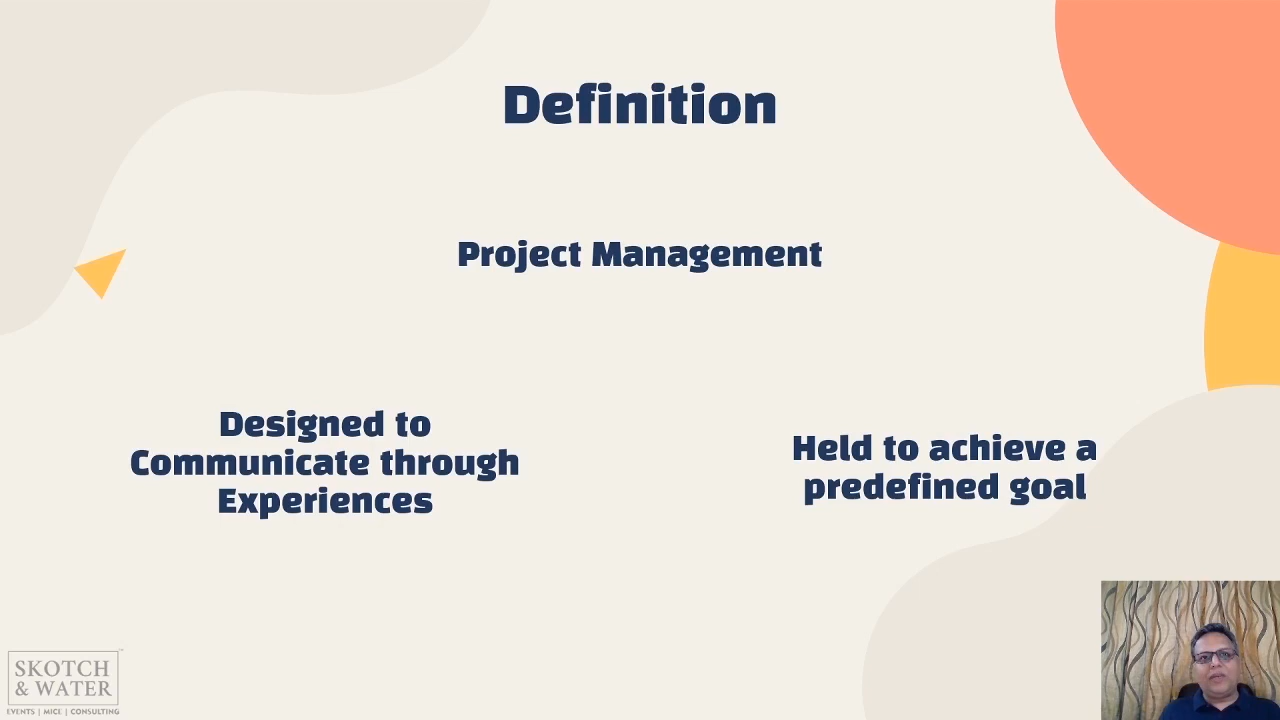 Definition
Project Management
Designed to
Communicate through
Experiences
Held to achieve a
predefined goal
SKOTCH
& WATER
EVENTS | MICE | CONSULTING